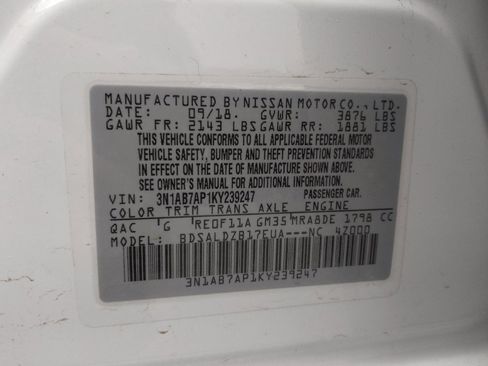 MANUFACTURED BY NISSAN MOTOR CO., LTD.
DATE: 09/18. GVWR: 3876 LBS
GAWR FR: 2143 LBS GAWR RR: 1881 LBS
THIS VEHICLE CONFORMS TO ALL APPLICABLE FEDERAL MOTOR
VEHICLE SAFETY, BUMPER AND THEFT PREVENTION STANDARDS
IN EFFECT ON THE DATE OF MANUFACTURE SHOWN ABOVE.
SEE OWNER'S MANUAL FOR ADDITIONAL INFORMATION.
VIN: 3N1AB7AP1KY239247 PASSENGER CAR.
COLOR TRIM TRANS AXLE ENGINE
QAC G RE0F11A GM35 MRA8DE 1798 CC
MODEL: BDSALDZB17EUA---NC 4Z000
3N1AB7AP1KY239247